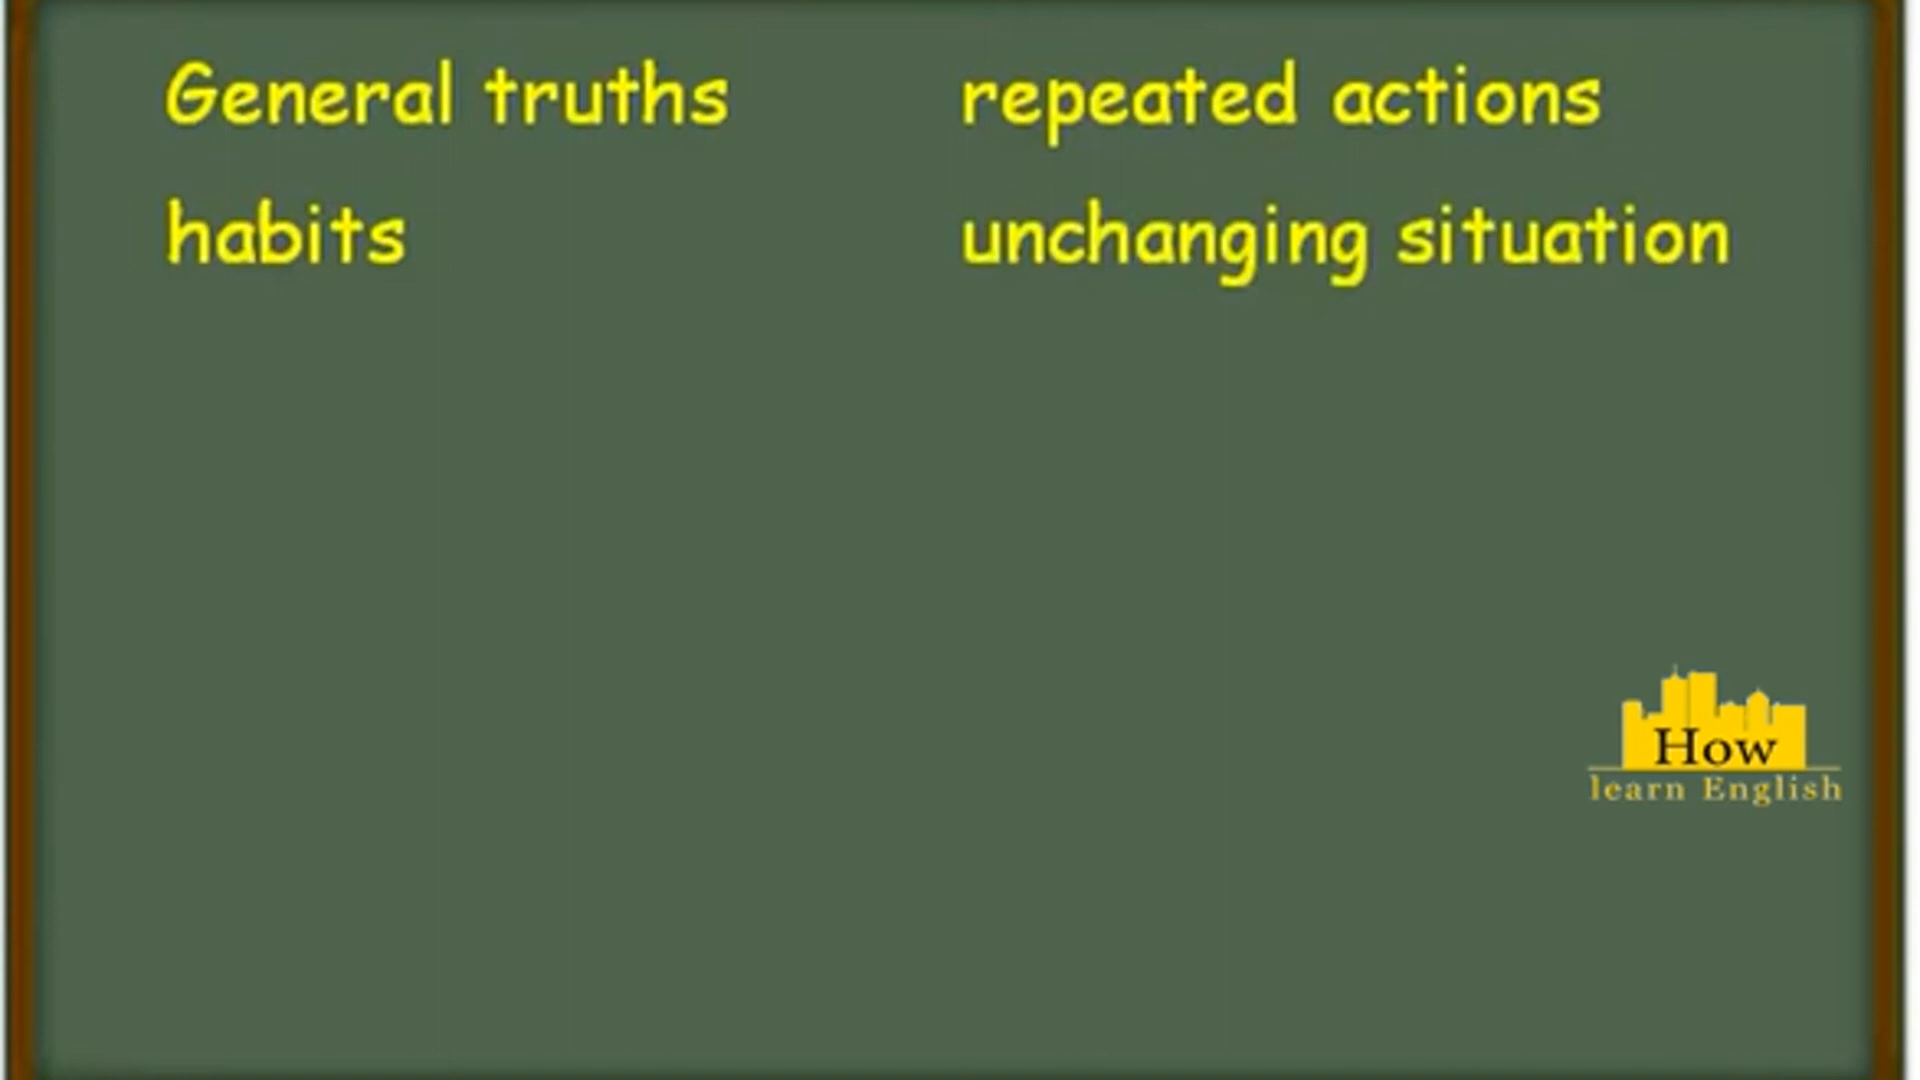 General truths repeated actions
habits unchanging situation
How
learn English